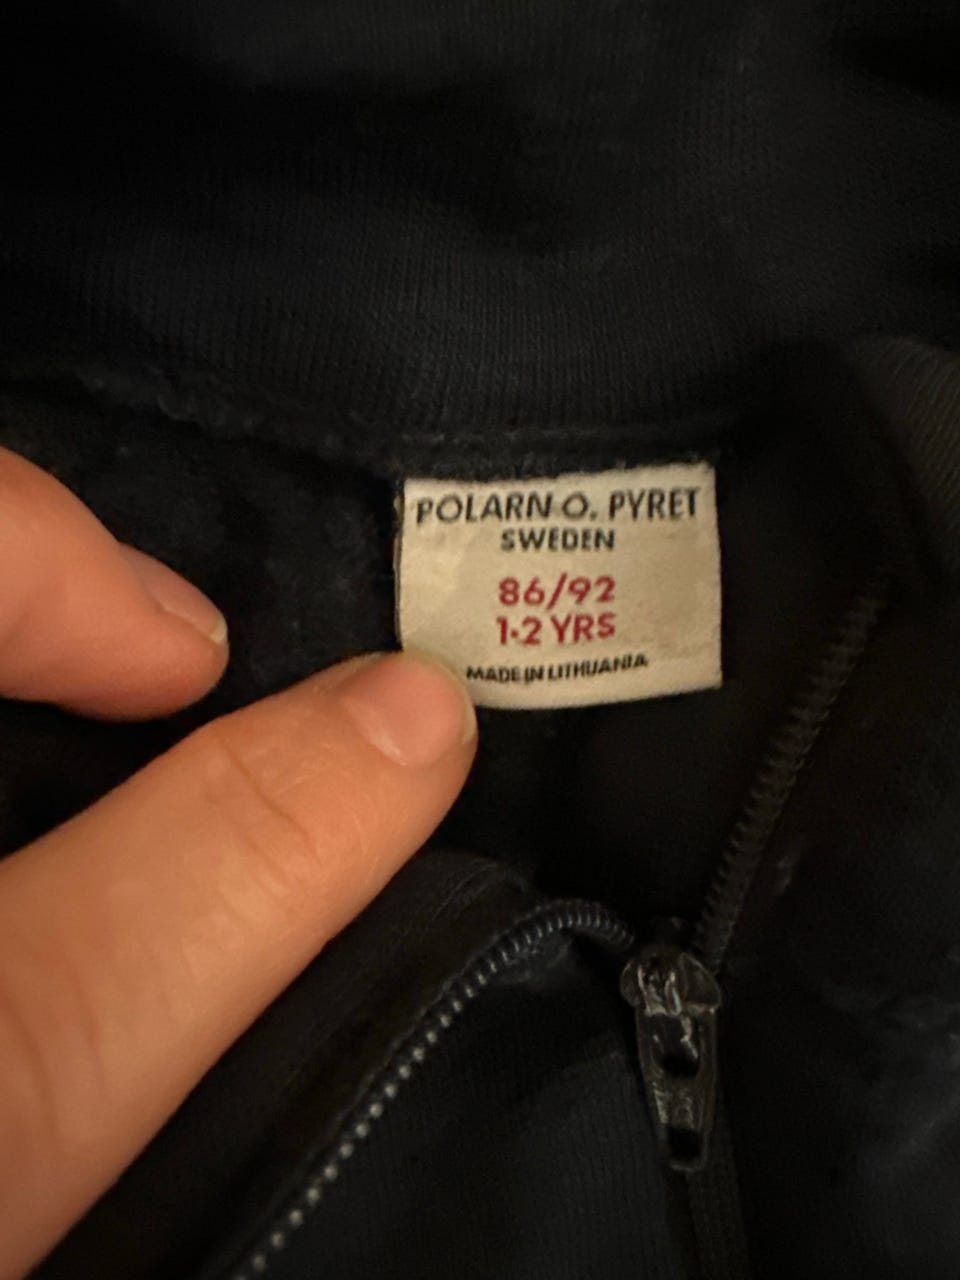 POLARN O. PYRET
SWEDEN
86/92
1-2 YRS
MADE IN LITHUANIA